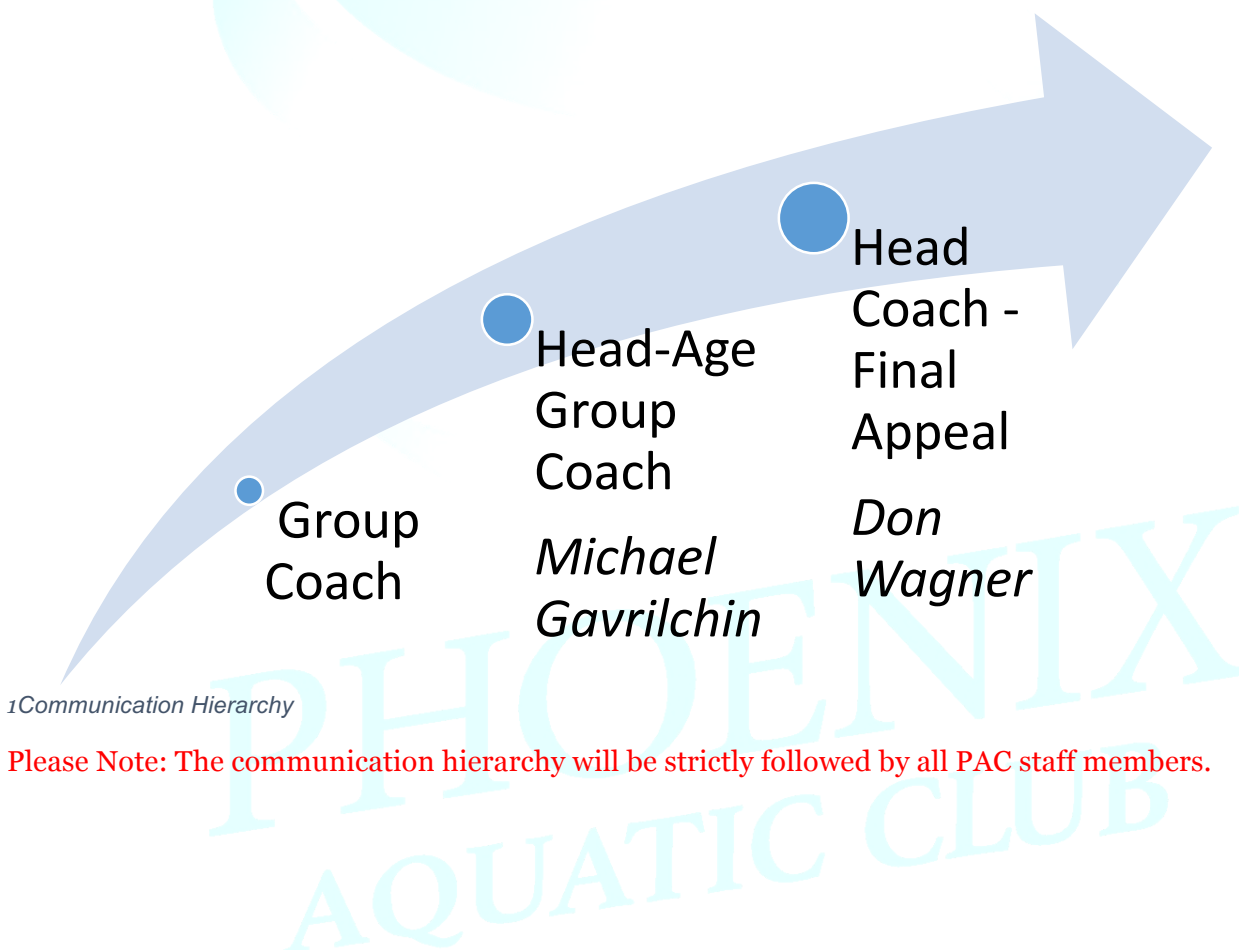 Group
Coach
Head-Age
Group
Coach
Michael
Gavrilchin
Head
Coach -
Final
Appeal
Don
Wagner
1Communication Hierarchy
Please Note: The communication hierarchy will be strictly followed by all PAC staff members.
PHOENIX
AQUATIC CLUB